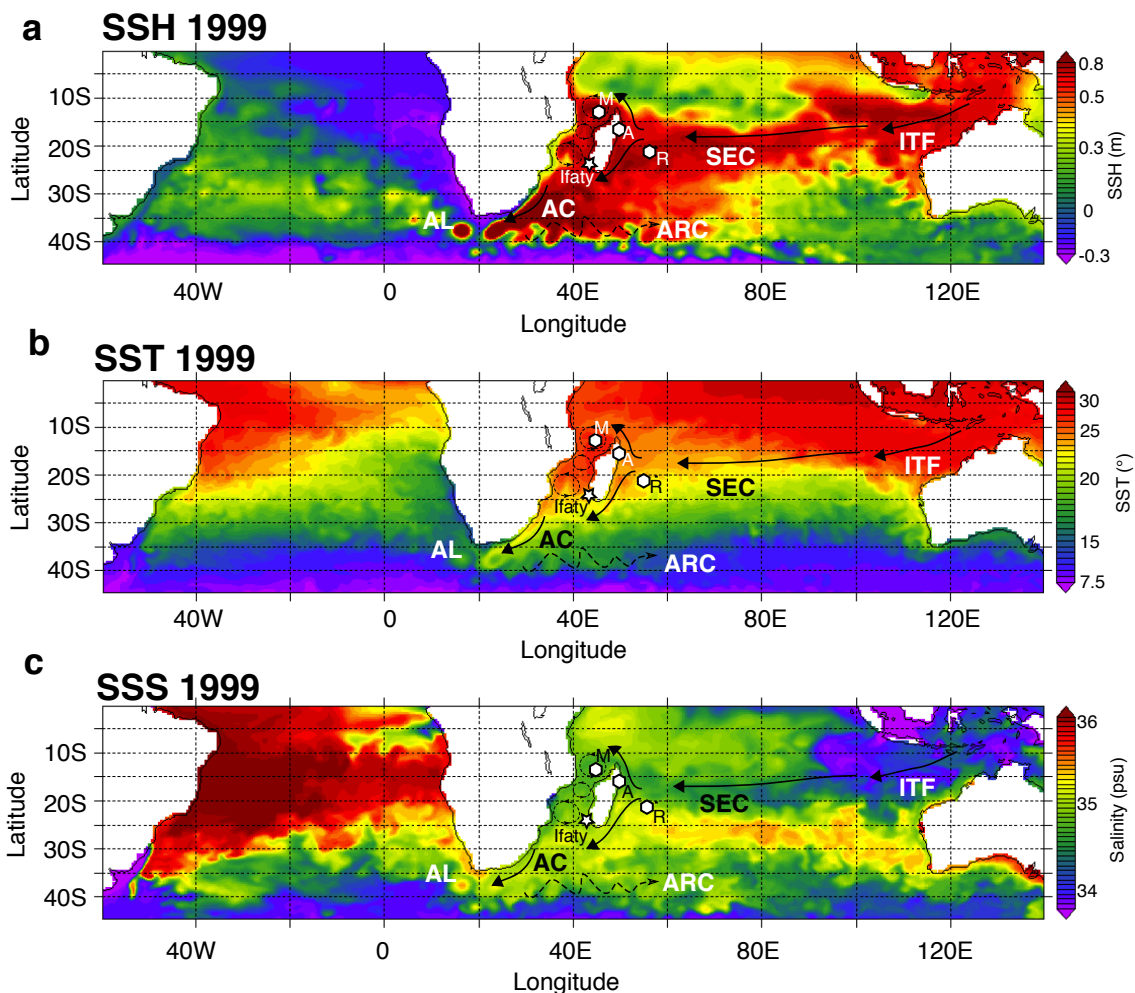 a
SSH 1999
Latitude
10S
20S
30S
40S
M
A
R
Ifaty
ITF
SEC
AC
AL
ARC
40W
0
40E
80E
120E
Longitude
0.8
0.5
0
-0.3
SSH (m)
b
SST 1999
Latitude
10S
20S
30S
40S
M
A
R
Ifaty
ITF
SEC
AC
AL
ARC
40W
0
40E
80E
120E
Longitude
30
25
20
15
7.5
SST (°)
c
SSS 1999
Latitude
10S
20S
30S
40S
M
A
R
Ifaty
ITF
SEC
AC
AL
ARC
40W
0
40E
80E
120E
Longitude
36
35
34
Salinity (psu)